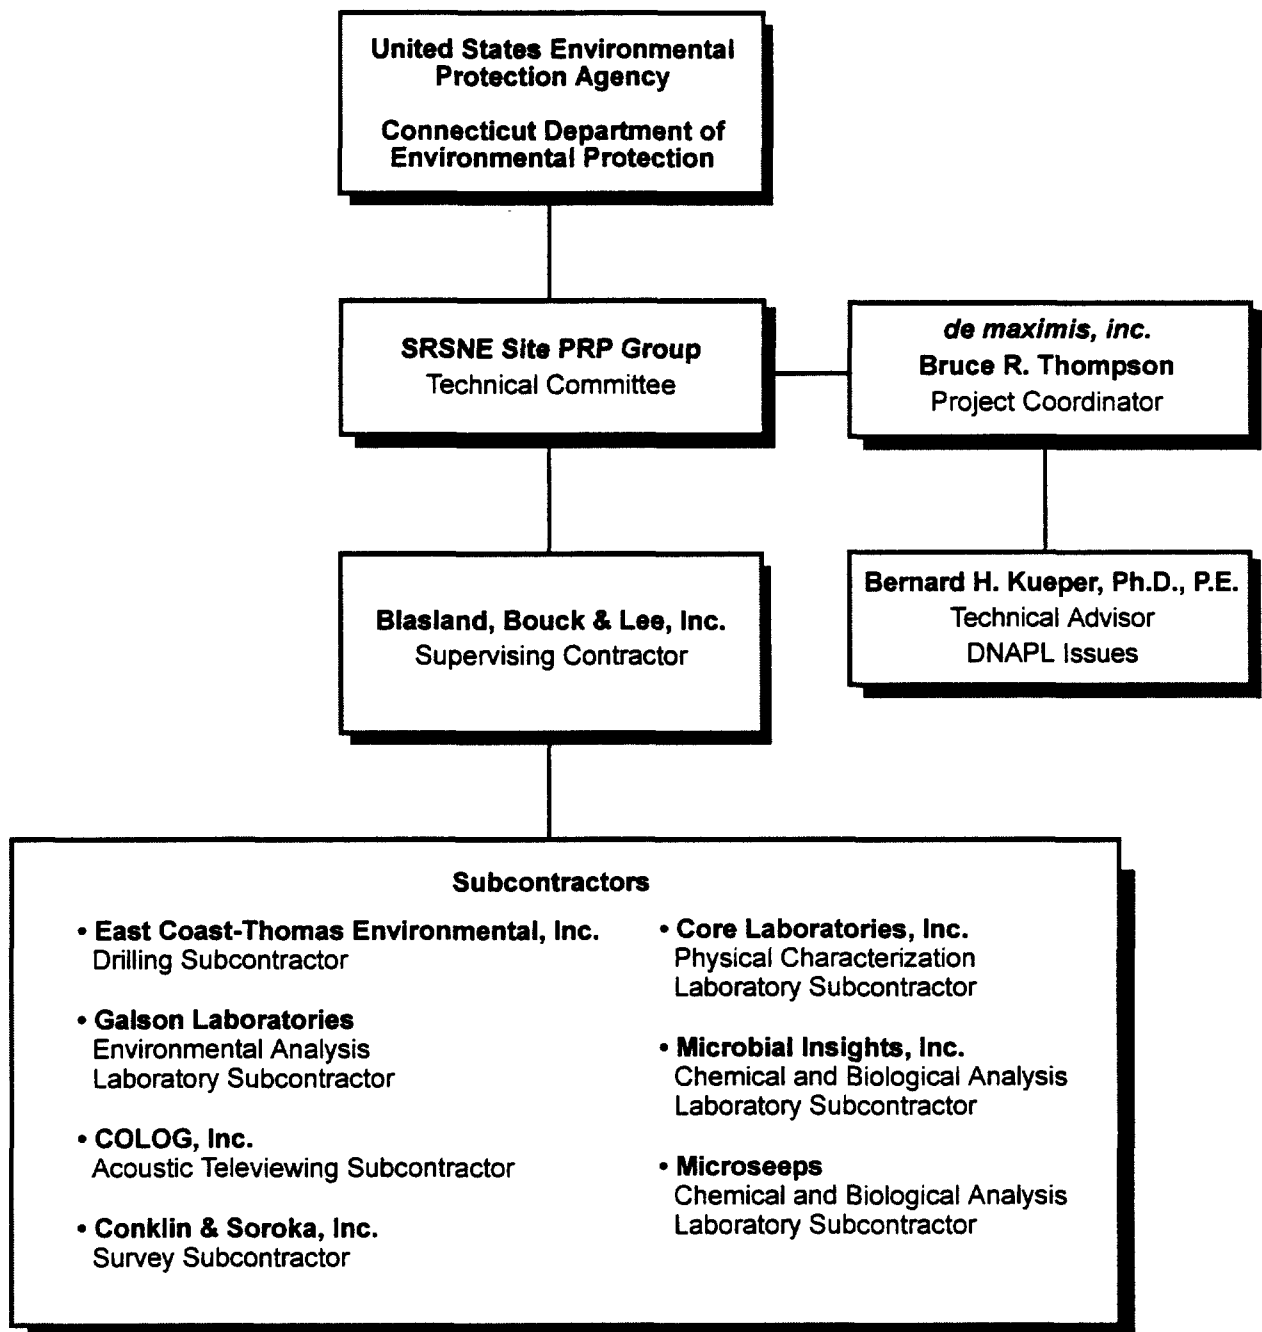 United States Environmental
Protection Agency
Connecticut Department of
Environmental Protection
SRSNE Site PRP Group
Technical Committee
de maximis, inc.
Bruce R. Thompson
Project Coordinator
Blasland, Bouck & Lee, Inc.
Supervising Contractor
Bernard H. Kueper, Ph.D., P.E.
Technical Advisor
DNAPL Issues
Subcontractors
• East Coast-Thomas Environmental, Inc.
Drilling Subcontractor
• Galson Laboratories
Environmental Analysis
Laboratory Subcontractor
• COLOG, Inc.
Acoustic Televiewing Subcontractor
• Conklin & Soroka, Inc.
Survey Subcontractor
• Core Laboratories, Inc.
Physical Characterization
Laboratory Subcontractor
• Microbial Insights, Inc.
Chemical and Biological Analysis
Laboratory Subcontractor
• Microseeps
Chemical and Biological Analysis
Laboratory Subcontractor